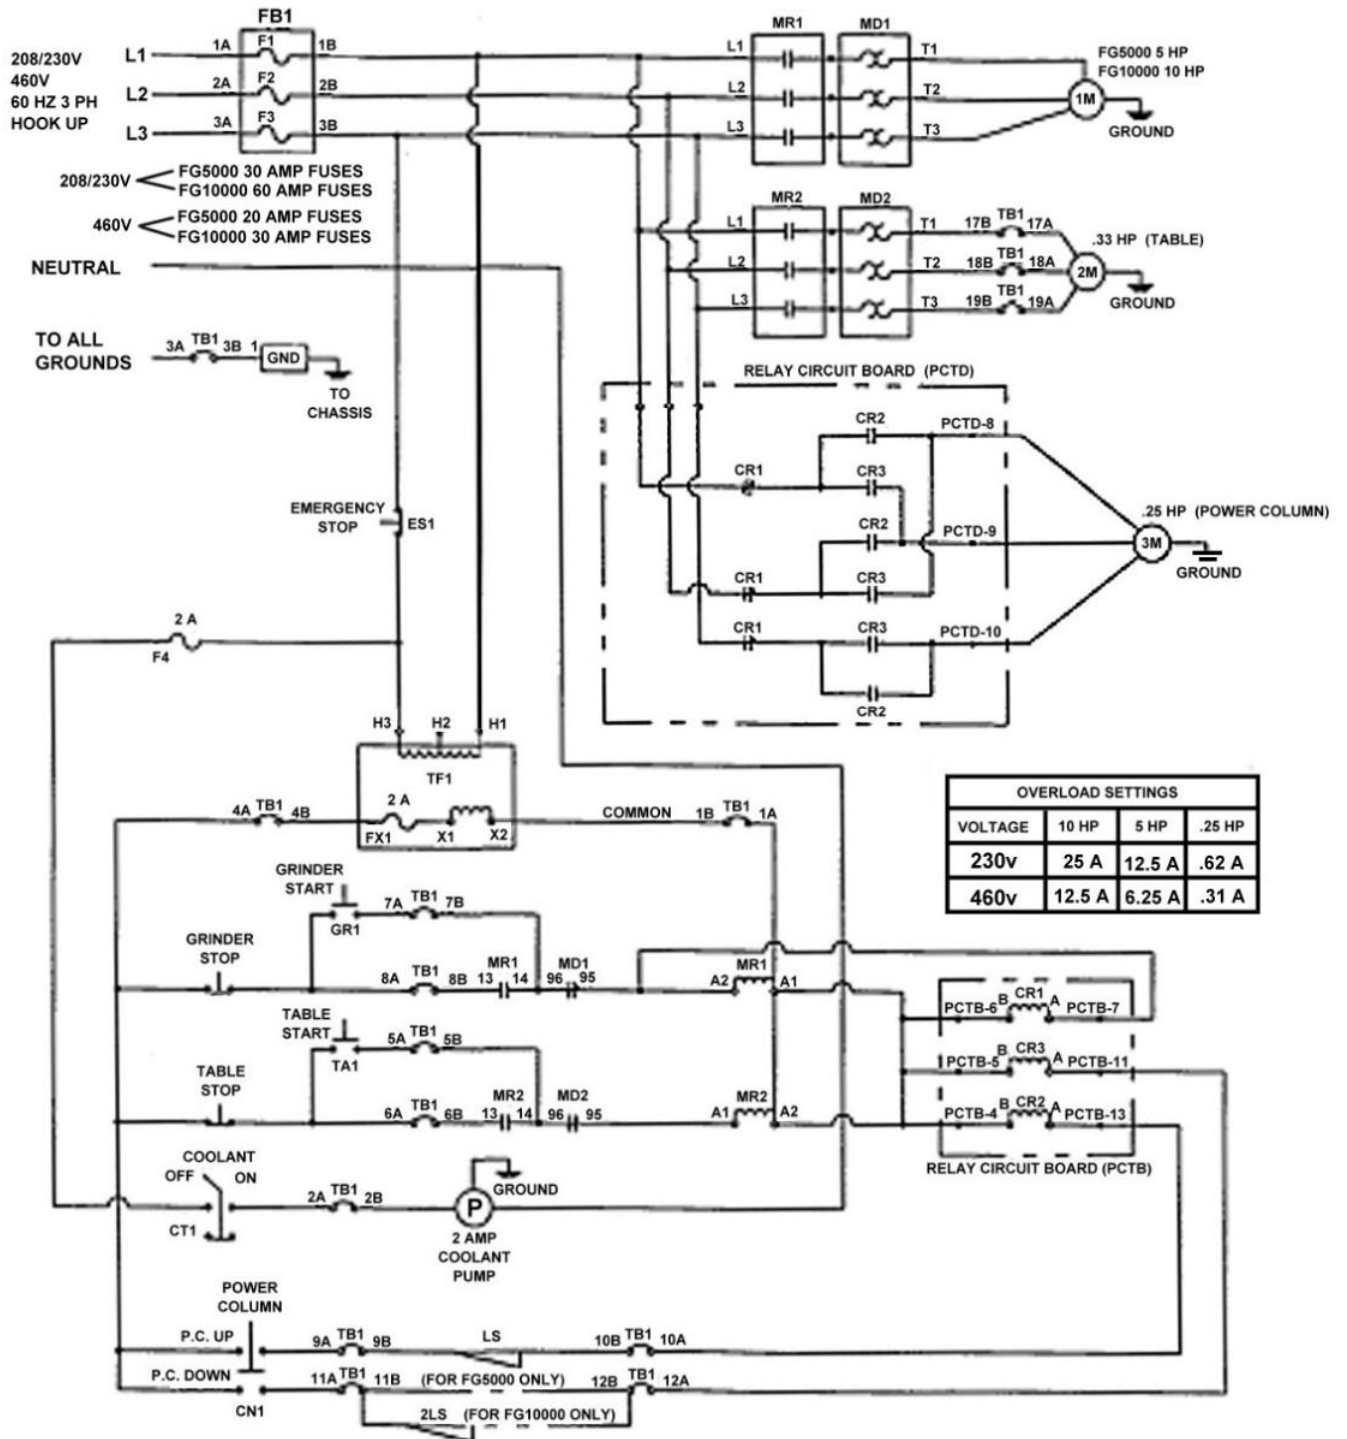 FB1
208/230V
460V
60 HZ 3 PH
HOOK UP
L1 1A F1 1B
L2 2A F2 2B
L3 3A F3 3B
MR1 MD1
L1 T1
L2 T2
L3 T3
FG5000 5 HP
FG10000 10 HP
1M
GROUND
208/230V
FG5000 30 AMP FUSES
FG10000 60 AMP FUSES
460V
FG5000 20 AMP FUSES
FG10000 30 AMP FUSES
MR2 MD2
L1 T1 17B TB1 17A
L2 T2 18B TB1 18A
L3 T3 19B TB1 19A
.33 HP (TABLE)
2M
GROUND
NEUTRAL
TO ALL
GROUNDS
3A TB1 3B 1 GND
TO
CHASSIS
RELAY CIRCUIT BOARD (PCTD)
CR2 PCTD-8
CR1 CR3
CR2 PCTD-9
CR1 CR3
CR1 CR3 PCTD-10
CR2
.25 HP (POWER COLUMN)
3M
GROUND
EMERGENCY
STOP
ES1
2 A
F4
H3 H2 H1
TF1
4A TB1 4B
2 A
FX1 X1 X2
COMMON 1B TB1 1A
OVERLOAD SETTINGS
VOLTAGE 10 HP 5 HP .25 HP
230v 25 A 12.5 A .62 A
460v 12.5 A 6.25 A .31 A
GRINDER
START
GR1
7A TB1 7B
GRINDER
STOP
8A TB1 8B 13 MR1 14 96 MD1 95
A2 MR1 A1
TABLE
START
TA1
5A TB1 5B
TABLE
STOP
6A TB1 6B 13 MR2 14 96 MD2 95
A1 MR2 A2
PCTB-6 B CR1 A PCTB-7
PCTB-5 B CR3 A PCTB-11
PCTB-4 B CR2 A PCTB-13
RELAY CIRCUIT BOARD (PCTB)
COOLANT
OFF ON
CT1
2A TB1 2B
P
GROUND
2 AMP
COOLANT
PUMP
POWER
COLUMN
P.C. UP 9A TB1 9B LS 10B TB1 10A
P.C. DOWN 11A TB1 11B (FOR FG5000 ONLY) 12B TB1 12A
CN1
2LS (FOR FG10000 ONLY)